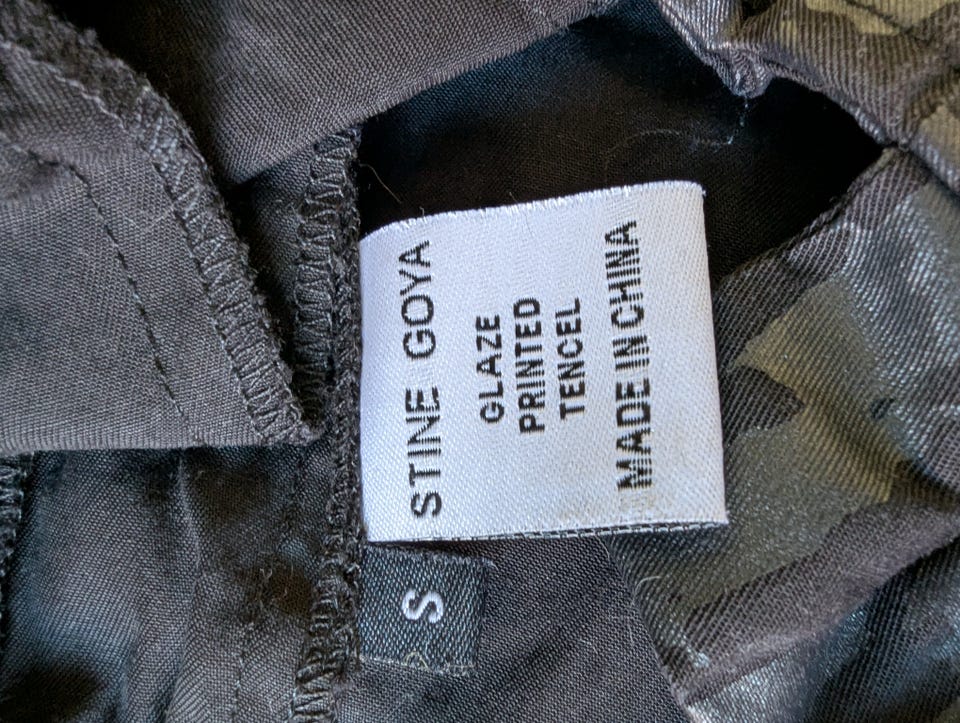 STINE GOYA
GLAZE
PRINTED
TENCEL
MADE IN CHINA
S